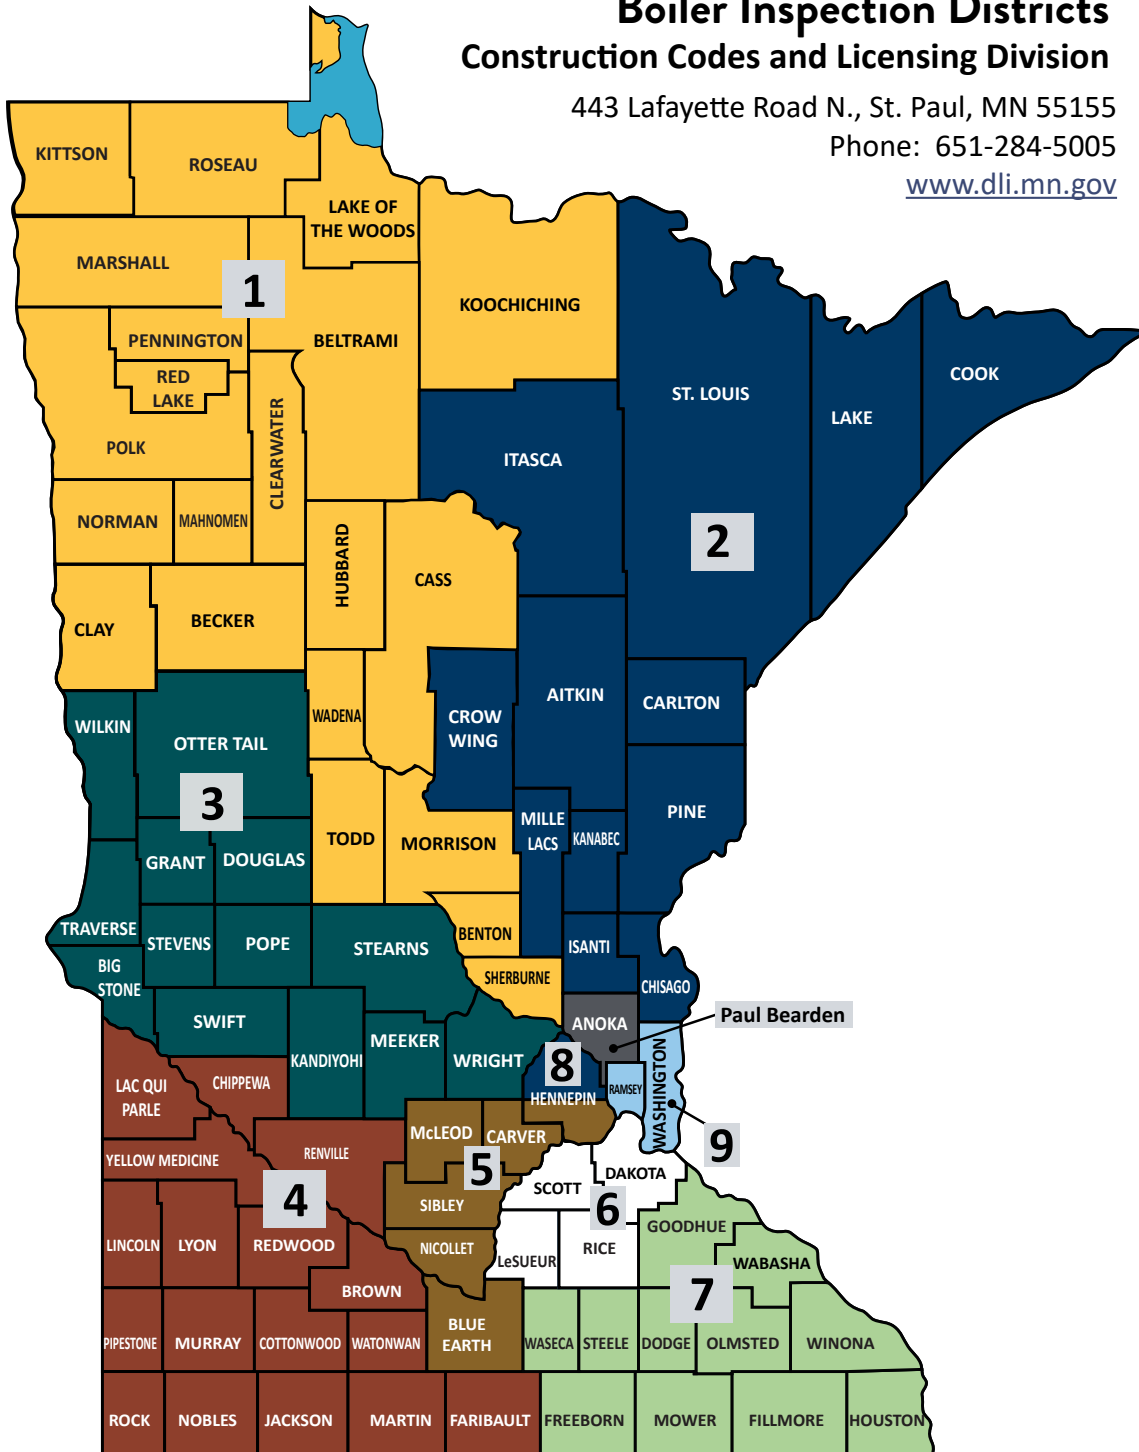 Boiler Inspection Districts
Construction Codes and Licensing Division
443 Lafayette Road N., St. Paul, MN 55155
Phone: 651-284-5005
www.dli.mn.gov
KITTSON
ROSEAU
LAKE OF
THE WOODS
MARSHALL
1
KOOCHICHING
PENNINGTON
BELTRAMI
RED
LAKE
ST. LOUIS
COOK
LAKE
POLK
CLEARWATER
ITASCA
NORMAN
MAHNOMEN
2
HUBBARD
CASS
CLAY
BECKER
AITKIN
CARLTON
WILKIN
WADENA
CROW
WING
OTTER TAIL
3
PINE
MILLE
LACS
KANABEC
TODD
MORRISON
GRANT
DOUGLAS
TRAVERSE
STEVENS
POPE
STEARNS
BENTON
ISANTI
BIG
STONE
SHERBURNE
CHISAGO
SWIFT
ANOKA
Paul Bearden
MEEKER
KANDIYOHI
WRIGHT
8
LAC QUI
PARLE
CHIPPEWA
HENNEPIN
RAMSEY
WASHINGTON
McLEOD
CARVER
9
YELLOW MEDICINE
RENVILLE
5
DAKOTA
SCOTT
4
SIBLEY
6
GOODHUE
LINCOLN
LYON
REDWOOD
NICOLLET
LeSUEUR
RICE
WABASHA
BROWN
7
PIPESTONE
MURRAY
COTTONWOOD
WATONWAN
BLUE
EARTH
WASECA
STEELE
DODGE
OLMSTED
WINONA
ROCK
NOBLES
JACKSON
MARTIN
FARIBAULT
FREEBORN
MOWER
FILLMORE
HOUSTON